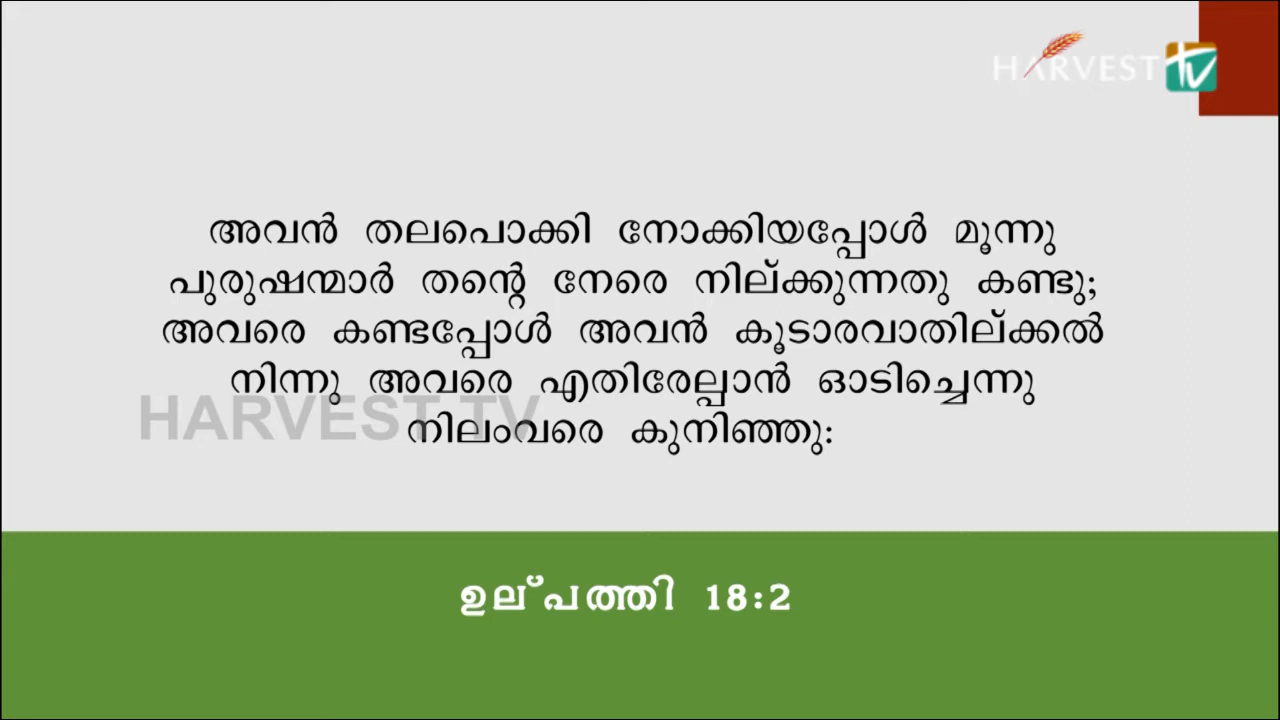 HARVEST TV
അവൻ തലപൊക്കി നോക്കിയപ്പോൾ മൂന്നു
പുരുഷന്മാർ തന്റെ നേരെ നില്ക്കുന്നതു കണ്ടു;
അവരെ കണ്ടപ്പോൾ അവൻ കൂടാരവാതില്ക്കൽ
നിന്നു അവരെ എതിരേല്പാൻ ഓടിച്ചെന്നു
HARVEST TV
നിലംവരെ കുനിഞ്ഞു:
ഉല്പത്തി 18:2